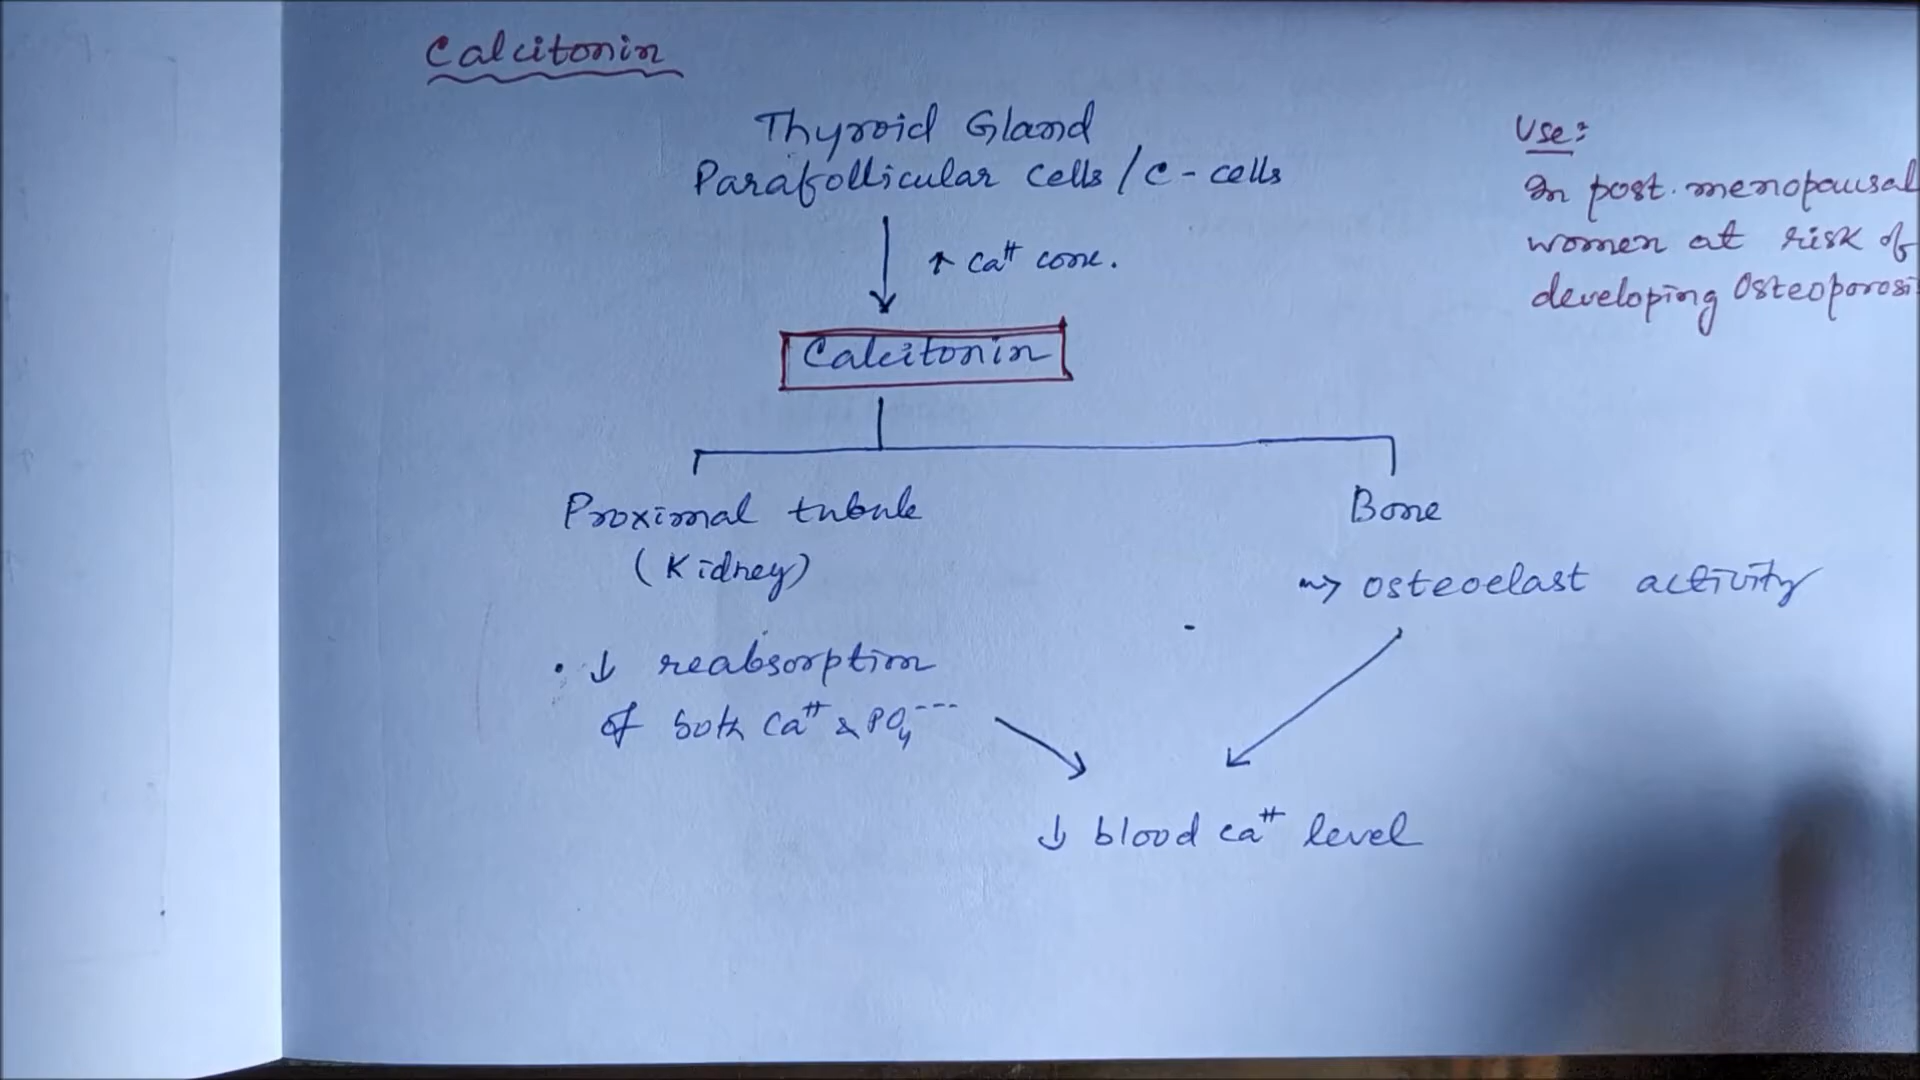 Calcitonin
Thyroid Gland
Parafollicular cells / C-cells
↑ Ca⁺⁺ conc.
Calcitonin
Proximal tubule
(Kidney)
• ↓ reabsorption
of both Ca⁺⁺ & PO₄⁻⁻⁻
Bone
⇝ osteoclast activity
↓ blood ca⁺⁺ level
Use:
In post-menopausal
women at risk of
developing Osteoporosi